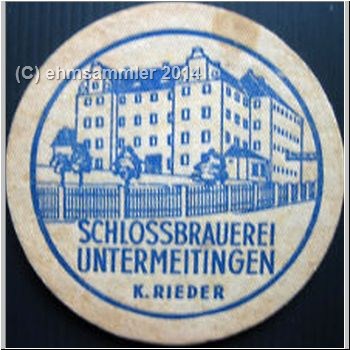 (C) ehmsammler 2014
SCHLOSSBRAUEREI
UNTERMEITINGEN
K. RIEDER